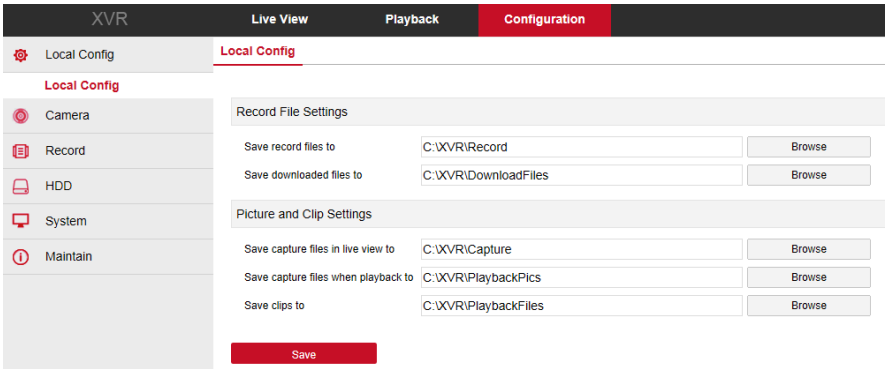 XVR Live View Playback Configuration
Local Config
Local Config
Local Config
Camera
Record
HDD
System
Maintain
Record File Settings
Save record files to C:\XVR\Record Browse
Save downloaded files to C:\XVR\DownloadFiles Browse
Picture and Clip Settings
Save capture files in live view to C:\XVR\Capture Browse
Save capture files when playback to C:\XVR\PlaybackPics Browse
Save clips to C:\XVR\PlaybackFiles Browse
Save